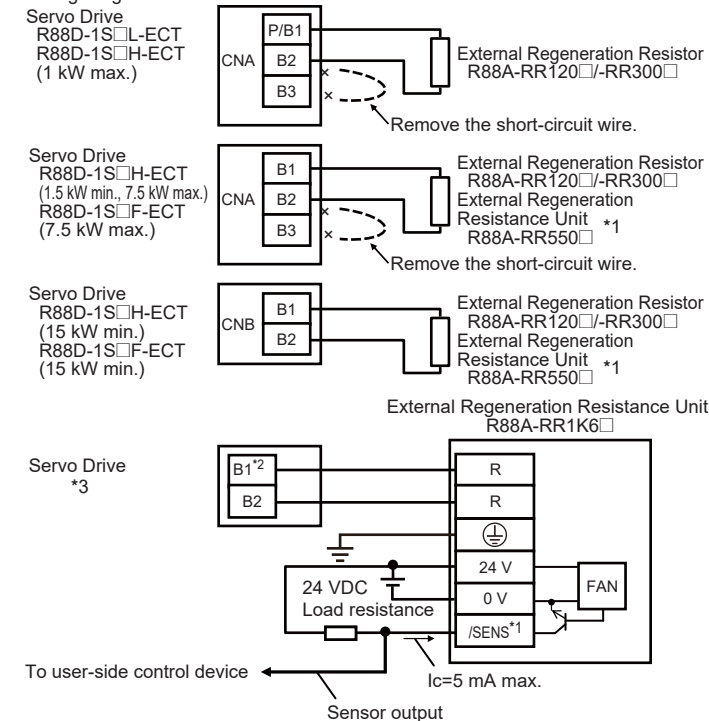 Servo Drive
R88D-1S□L-ECT
R88D-1S□H-ECT
(1 kW max.)
CNA
P/B1
B2
B3
External Regeneration Resistor
R88A-RR120□/-RR300□
Remove the short-circuit wire.
Servo Drive
R88D-1S□H-ECT
(1.5 kW min., 7.5 kW max.)
R88D-1S□F-ECT
(7.5 kW max.)
CNA
B1
B2
B3
External Regeneration Resistor
R88A-RR120□/-RR300□
External Regeneration
Resistance Unit *1
R88A-RR550□
Remove the short-circuit wire.
Servo Drive
R88D-1S□H-ECT
(15 kW min.)
R88D-1S□F-ECT
(15 kW min.)
CNB
B1
B2
External Regeneration Resistor
R88A-RR120□/-RR300□
External Regeneration
Resistance Unit *1
R88A-RR550□
External Regeneration Resistance Unit
R88A-RR1K6□
Servo Drive
*3
B1*2
B2
R
R
24 V
0 V
/SENS*1
FAN
24 VDC
Load resistance
To user-side control device
Ic=5 mA max.
Sensor output